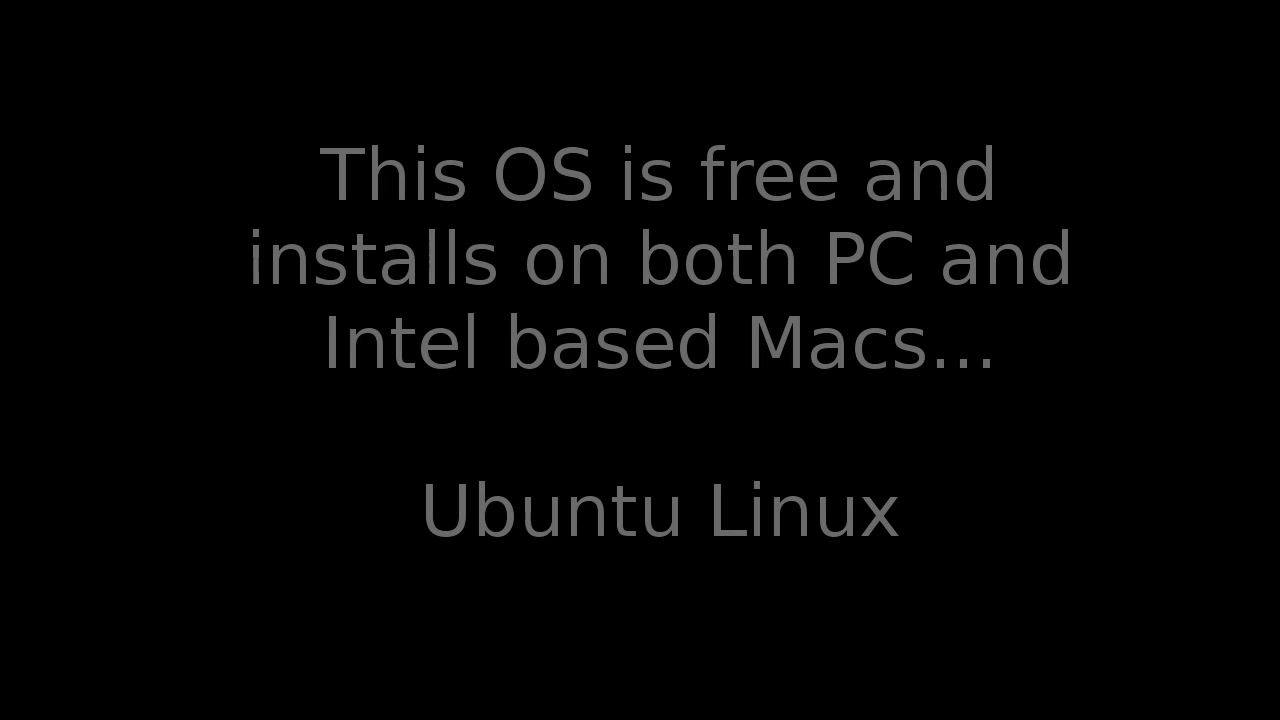 This OS is free and
installs on both PC and
Intel based Macs...
Ubuntu Linux